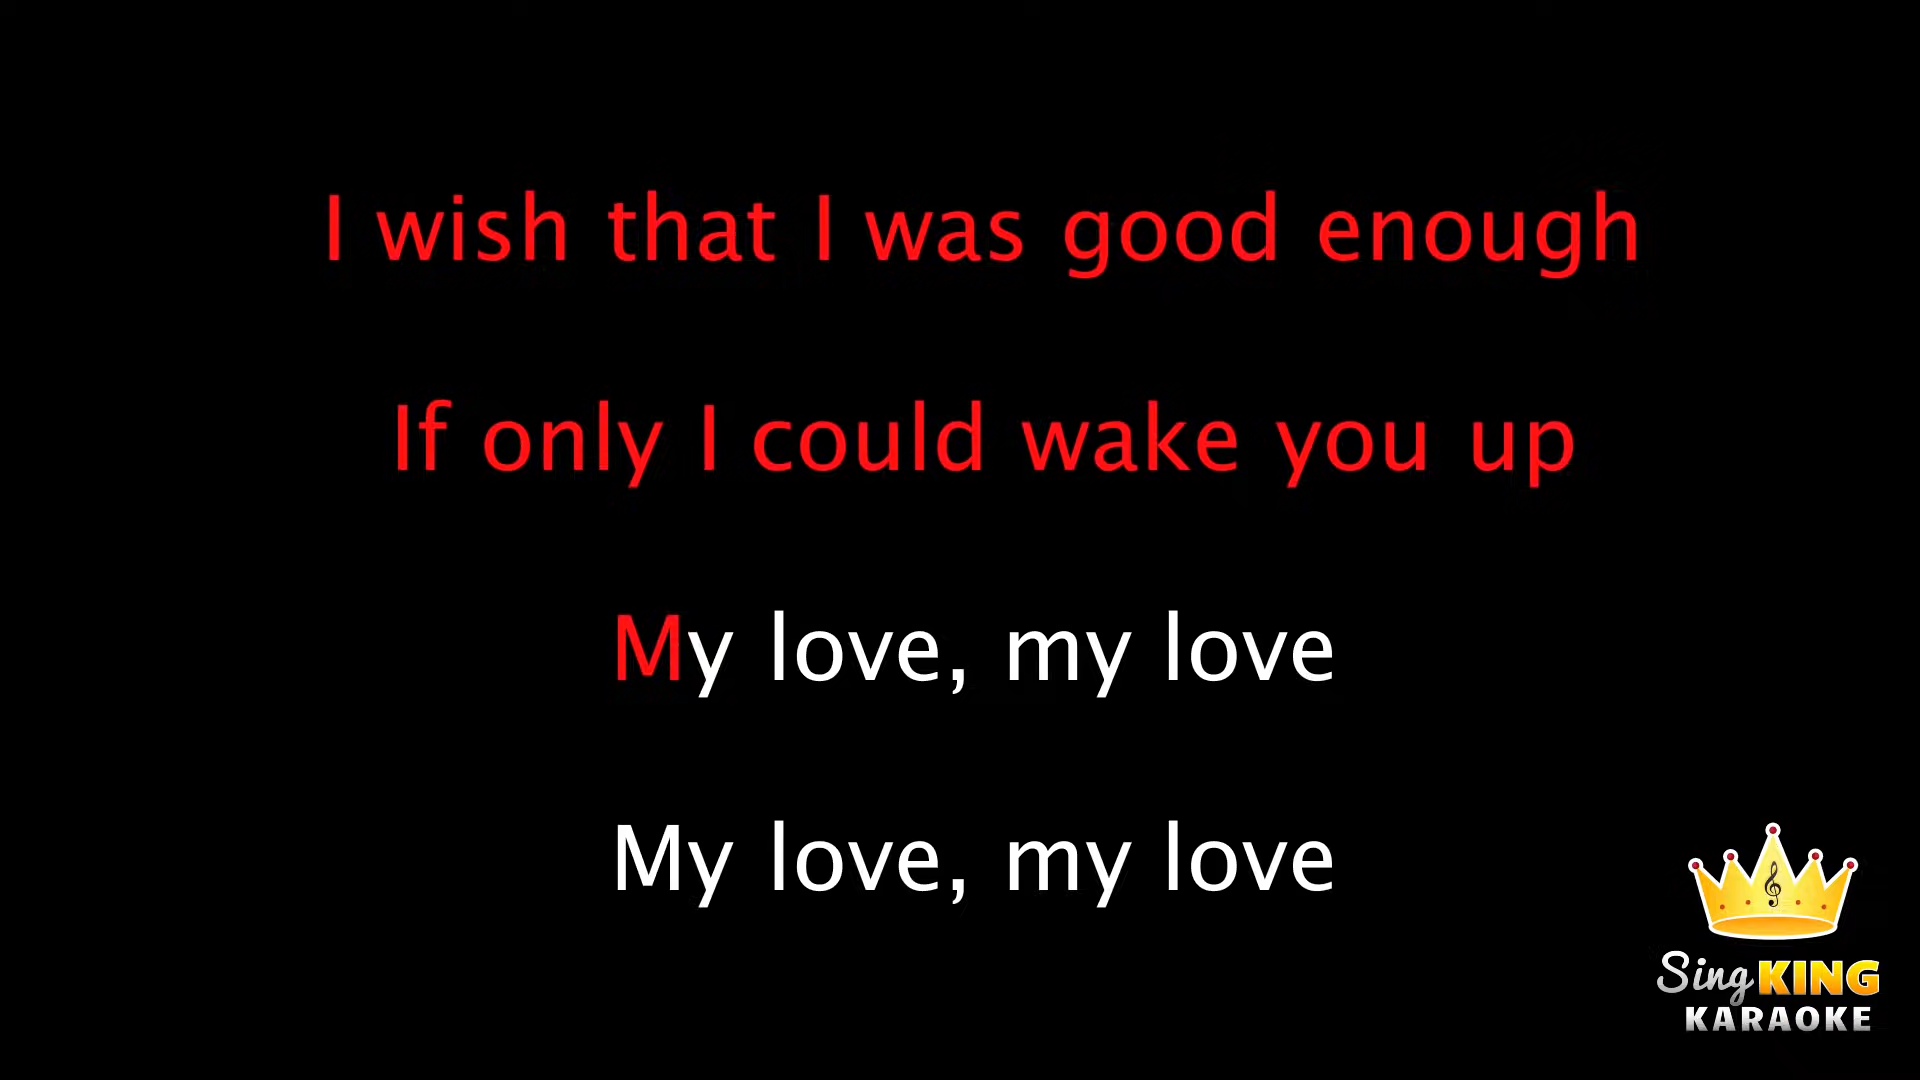 I wish that I was good enough
If only I could wake you up
My love, my love
My love, my love
Sing KING
KARAOKE